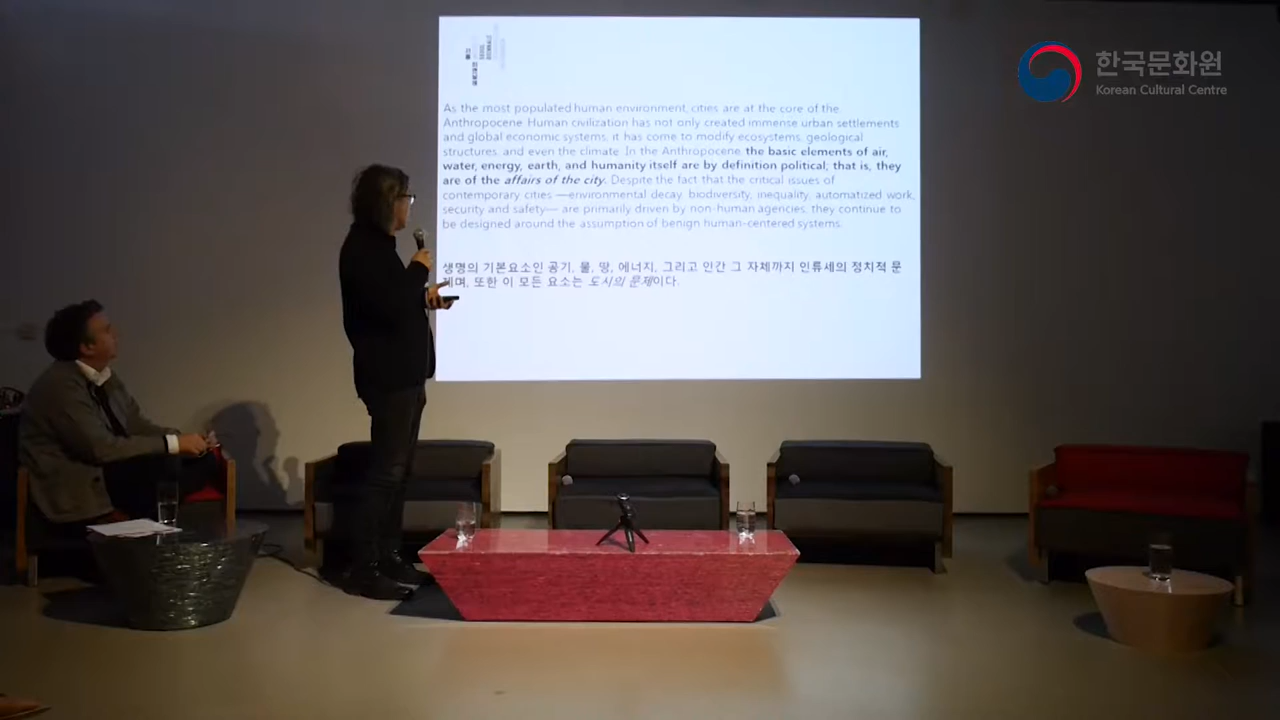 한국문화원
Korean Cultural Centre
As the most populated human environment, cities are at the core of the
Anthropocene. Human civilization has not only created immense urban settlements
and global economic systems, it has come to modify ecosystems, geological
structures, and even the climate. In the Anthropocene, the basic elements of air,
water, energy, earth, and humanity itself are by definition political; that is, they
are of the affairs of the city. Despite the fact that the critical issues of
contemporary cities —environmental decay, biodiversity, inequality, automatized work,
security and safety— are primarily driven by non-human agencies, they continue to
be designed around the assumption of benign human-centered systems.
생명의 기본요소인 공기, 물, 땅, 에너지, 그리고 인간 그 자체까지 인류세의 정치적 문
제며, 또한 이 모든 요소는 도시의 문제이다.